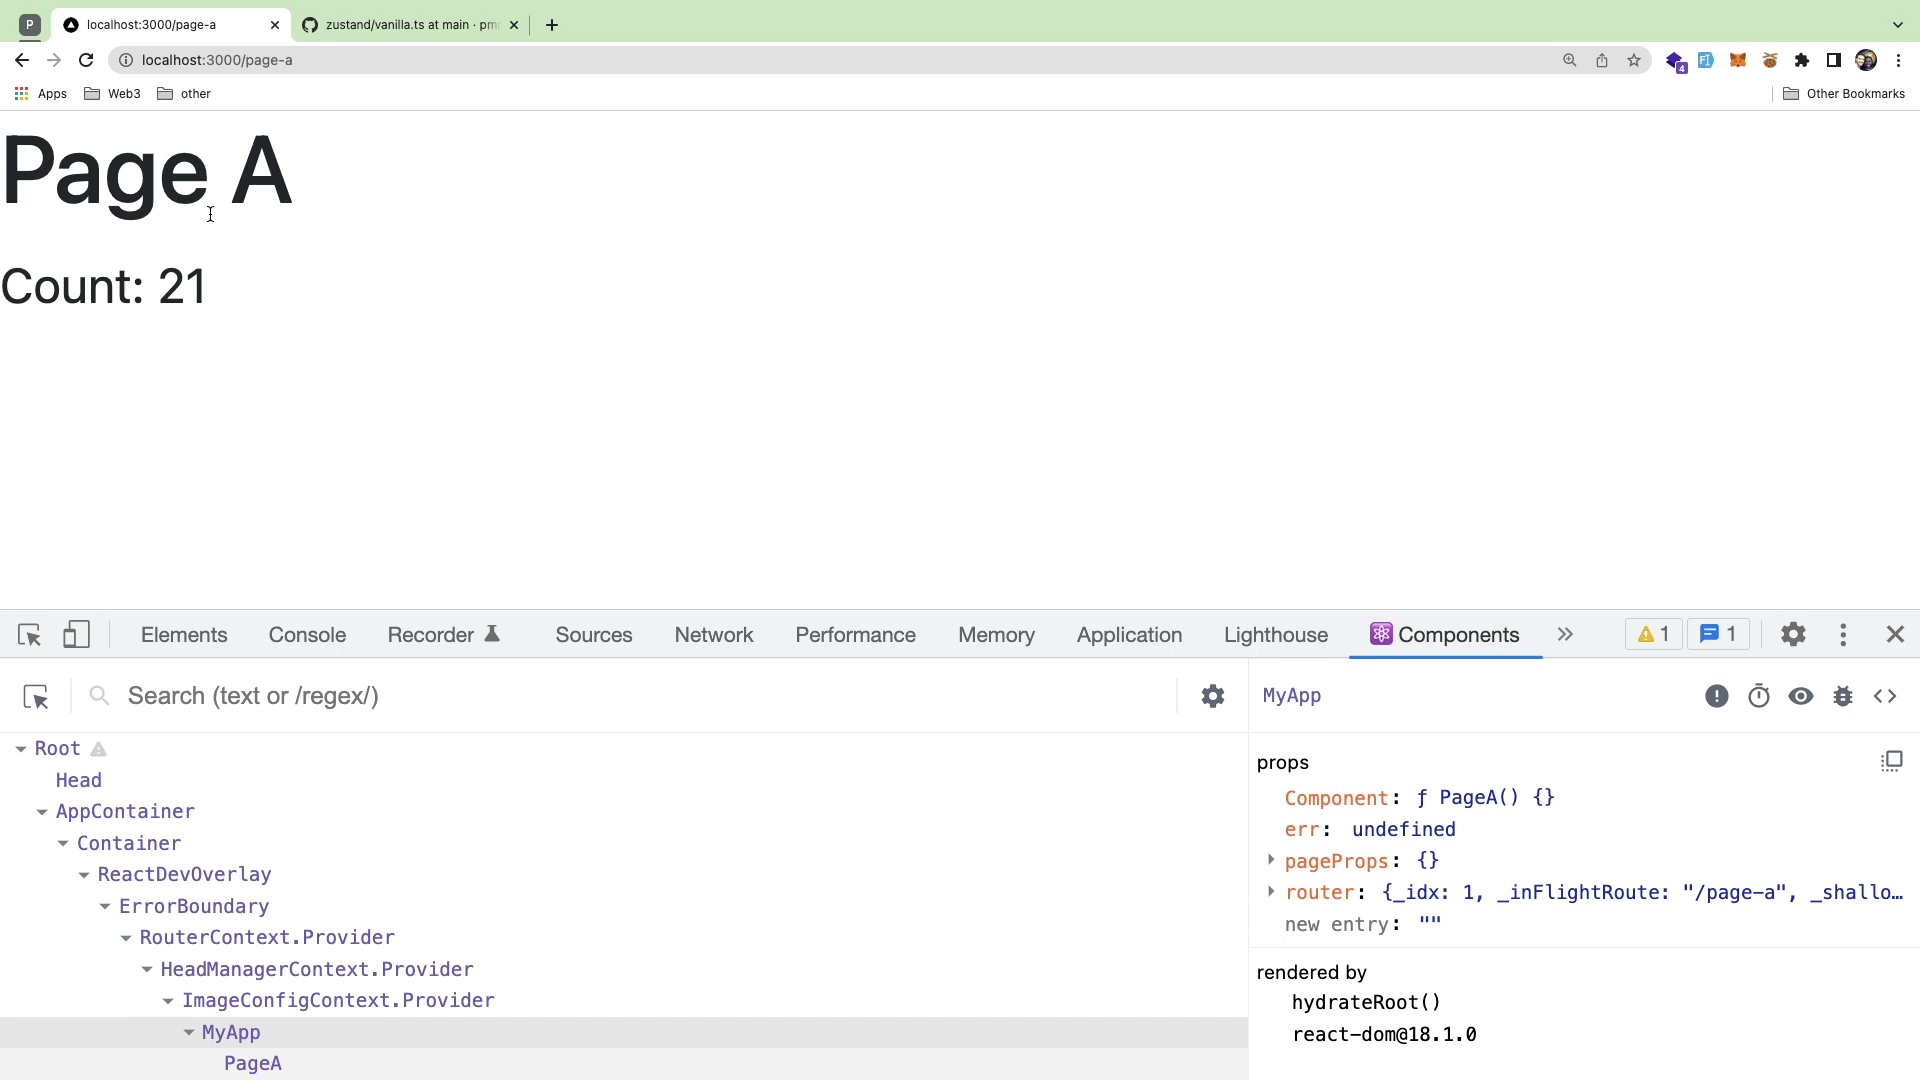 P
localhost:3000/page-a
zustand/vanilla.ts at main · pm
localhost:3000/page-a
4
Apps
Web3
other
Other Bookmarks
Page A
Count: 21
Elements
Console
Recorder
Sources
Network
Performance
Memory
Application
Lighthouse
Components
1
1
Search (text or /regex/)
MyApp
Root
Head
AppContainer
Container
ReactDevOverlay
ErrorBoundary
RouterContext.Provider
HeadManagerContext.Provider
ImageConfigContext.Provider
MyApp
PageA
props
Component: ƒ PageA() {}
err: undefined
pageProps: {}
router: {_idx: 1, _inFlightRoute: "/page-a", _shallo…
new entry: ""
rendered by
hydrateRoot()
react-dom@18.1.0